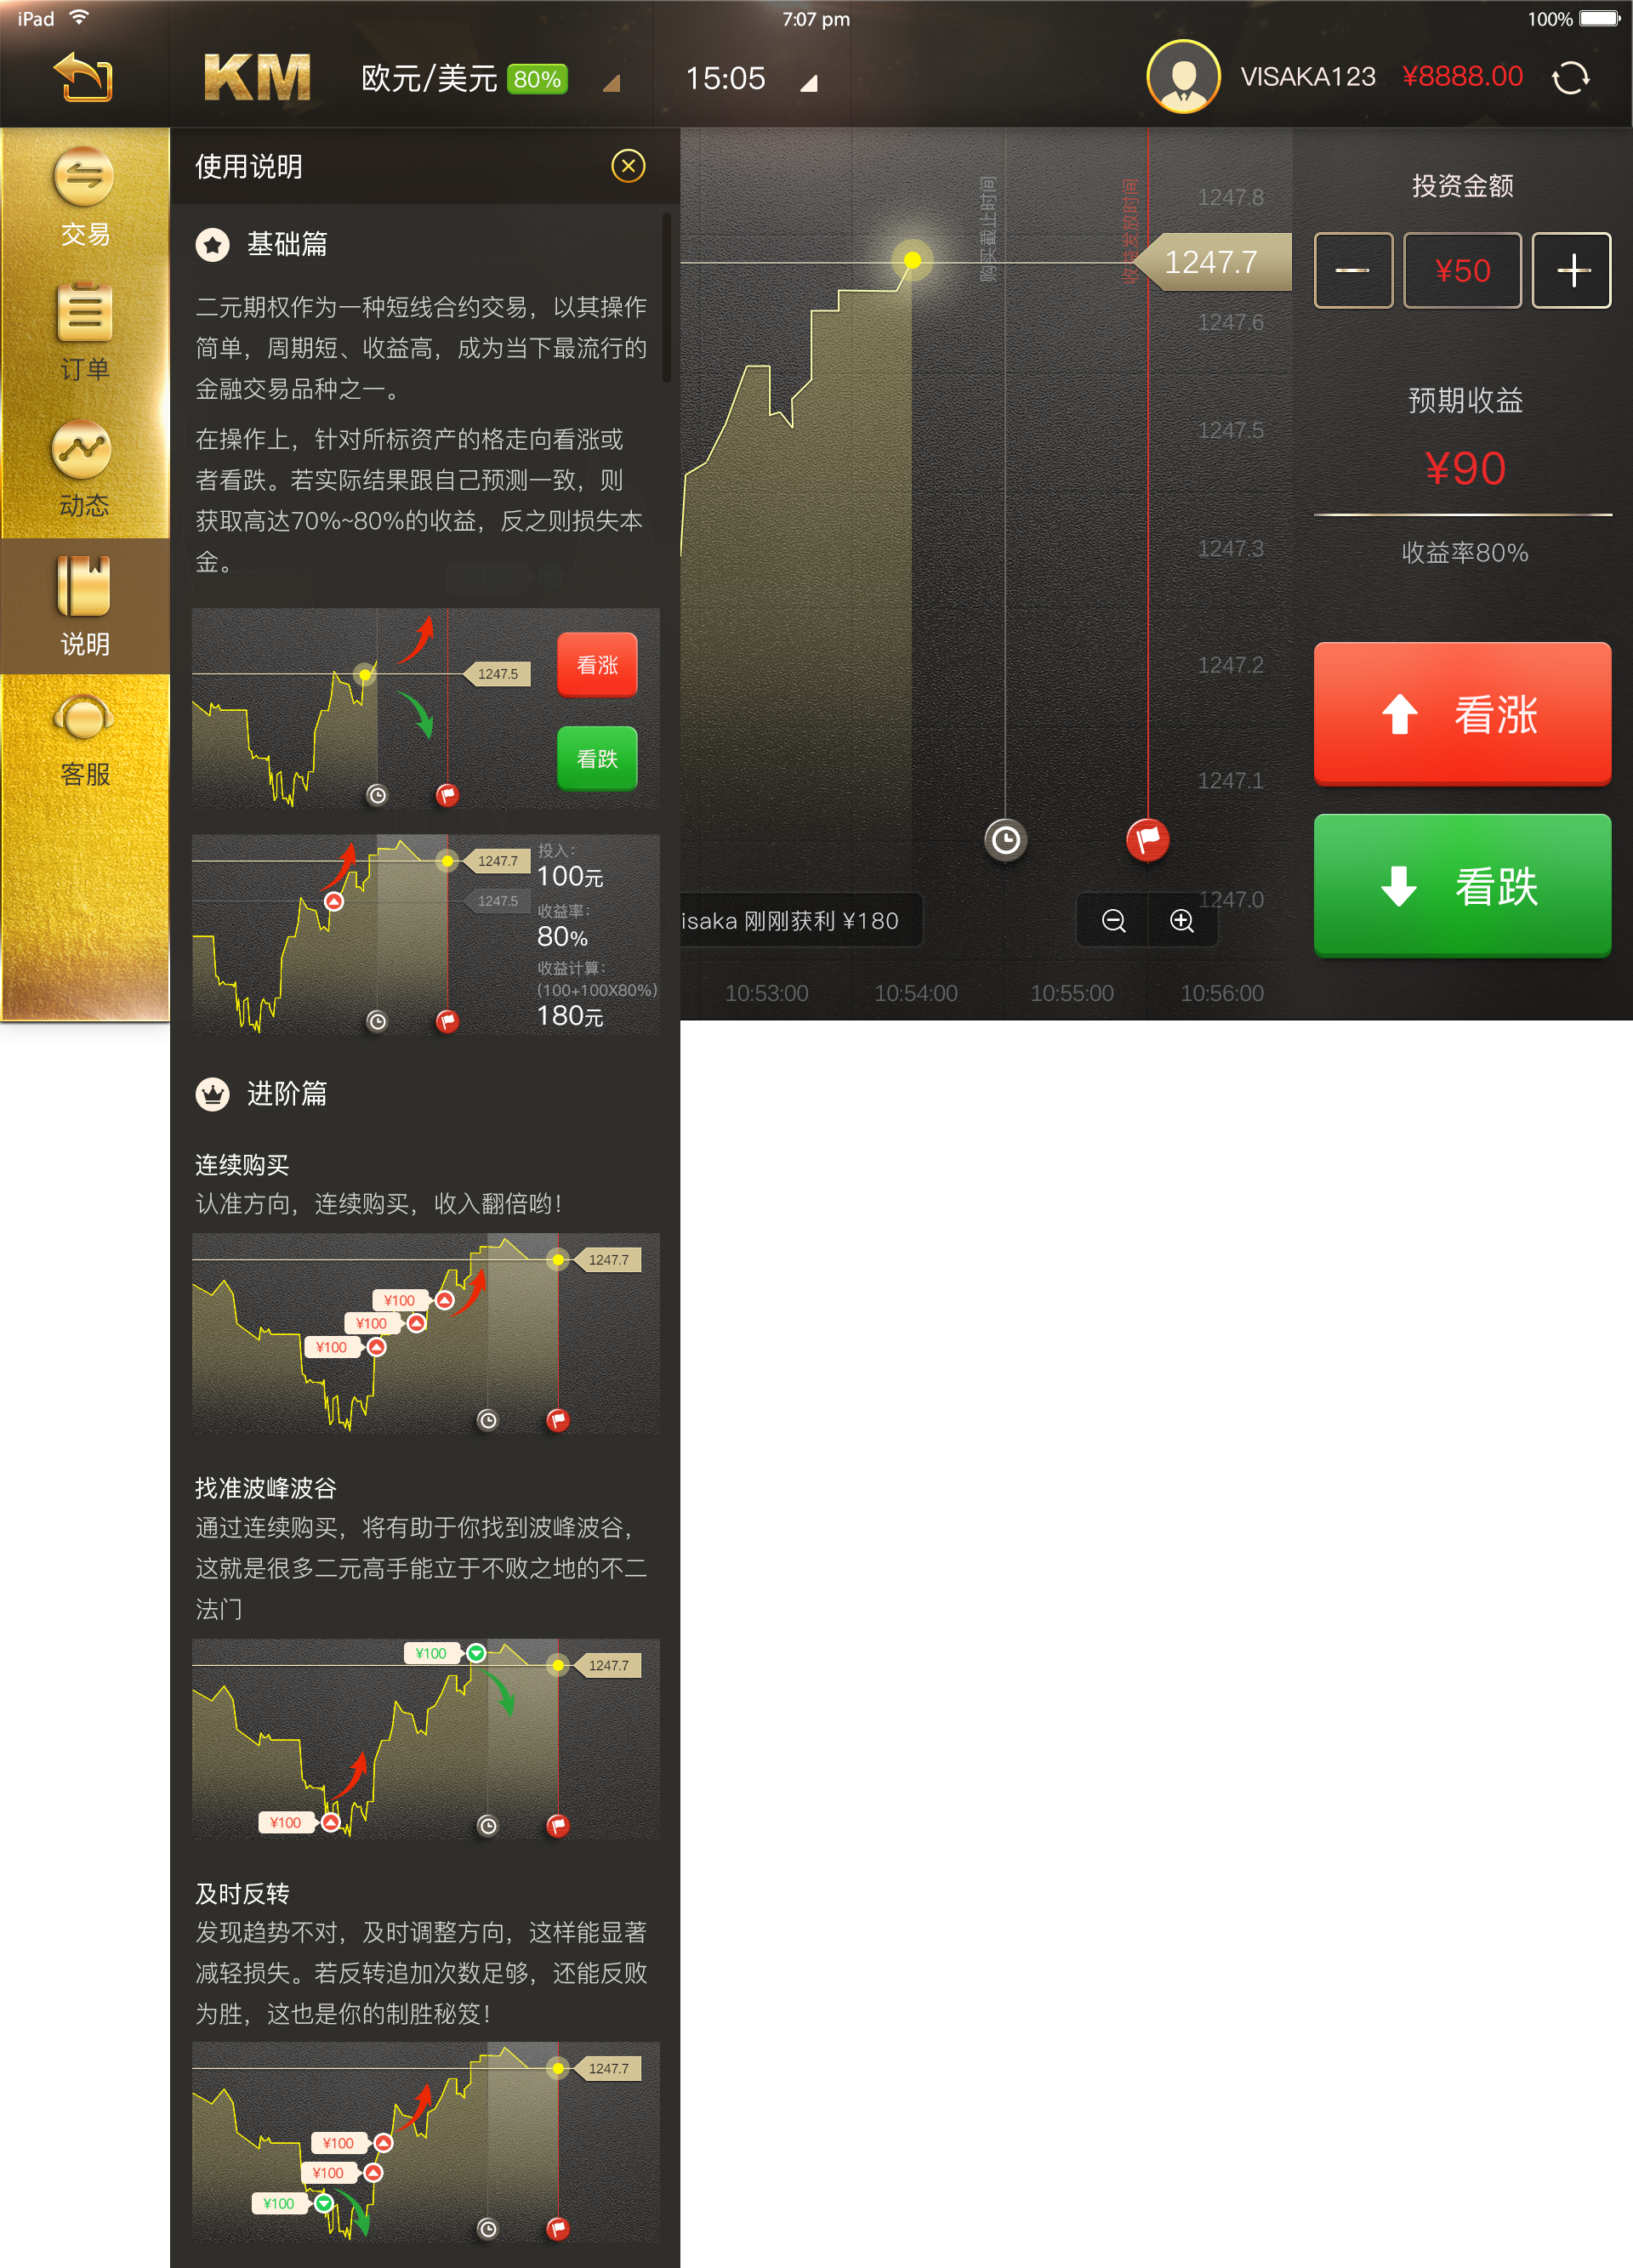 iPad
7:07 pm
100%
KM
欧元/美元 80%
15:05
VISAKA123
¥8888.00
交易
订单
动态
说明
客服
使用说明
基础篇
二元期权作为一种短线合约交易，以其操作
简单，周期短、收益高，成为当下最流行的
金融交易品种之一。
在操作上，针对所标资产的格走向看涨或
者看跌。若实际结果跟自己预测一致，则
获取高达70%~80%的收益，反之则损失本
金。
1247.5
看涨
看跌
1247.7
1247.5
投入：
100元
收益率：
80%
收益计算：
(100+100X80%)
180元
进阶篇
连续购买
认准方向，连续购买，收入翻倍哟！
1247.7
¥100
¥100
¥100
找准波峰波谷
通过连续购买，将有助于你找到波峰波谷，
这就是很多二元高手能立于不败之地的不二
法门
¥100
1247.7
¥100
及时反转
发现趋势不对，及时调整方向，这样能显著
减轻损失。若反转追加次数足够，还能反败
为胜，这也是你的制胜秘笈！
1247.7
¥100
¥100
¥100
购买截止时间
收益发放时间
1247.8
1247.7
1247.6
1247.5
1247.3
1247.2
1247.1
1247.0
isaka 刚刚获利 ¥180
10:53:00
10:54:00
10:55:00
10:56:00
投资金额
¥50
预期收益
¥90
收益率80%
看涨
看跌